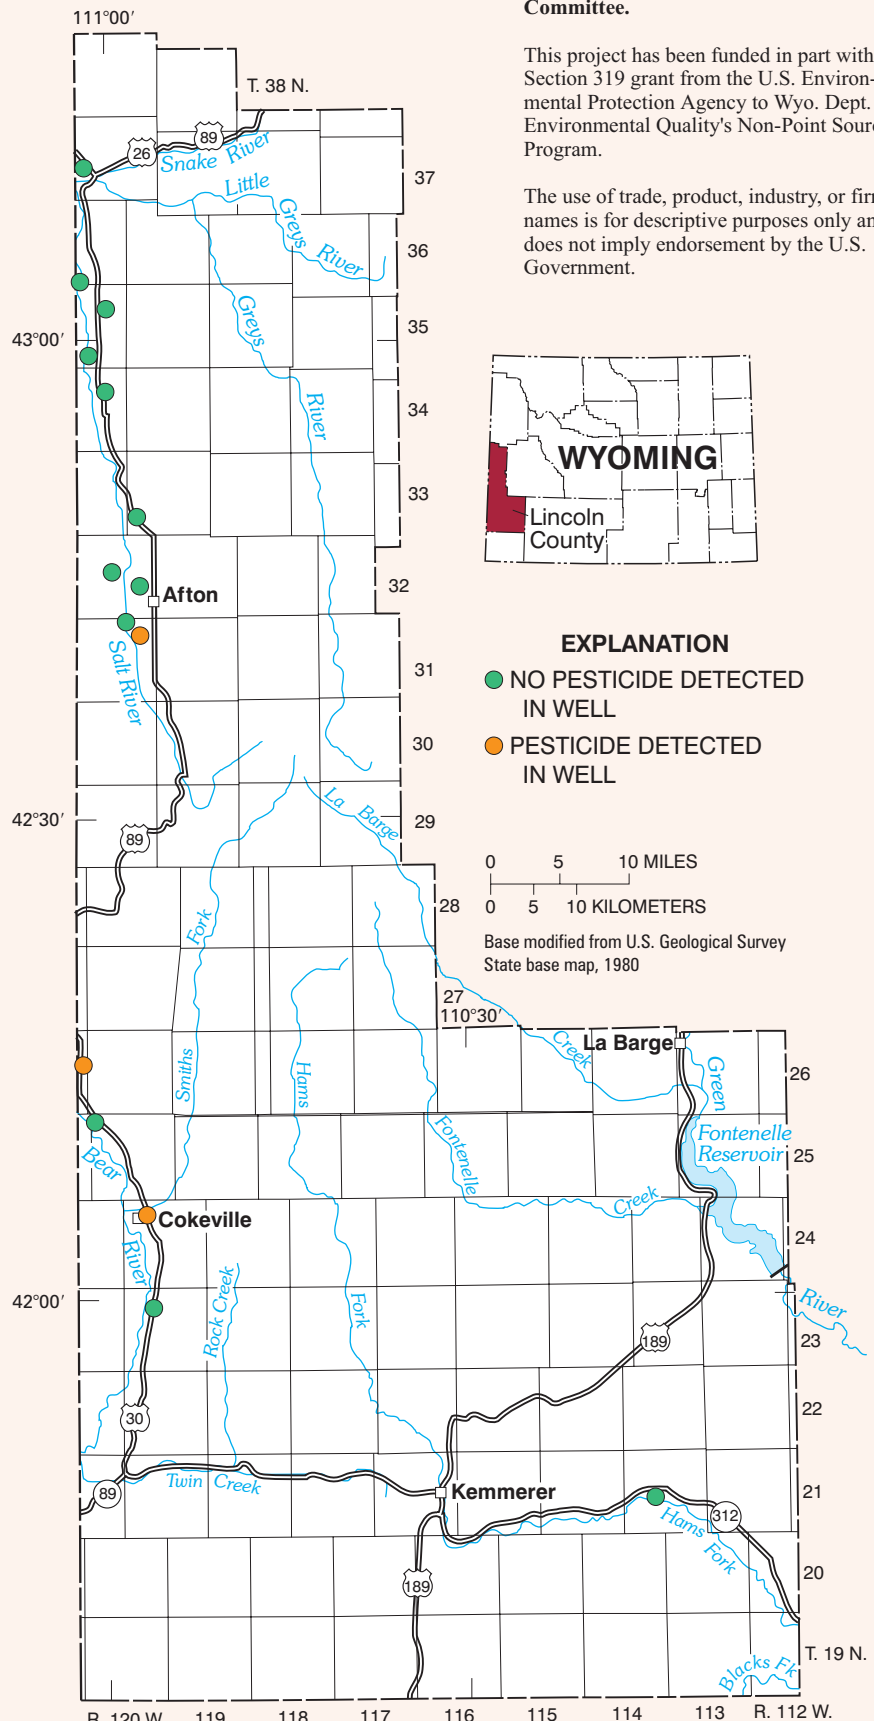 Committee.
This project has been funded in part with
Section 319 grant from the U.S. Environ-
mental Protection Agency to Wyo. Dept.
Environmental Quality's Non-Point Sour
Program.
The use of trade, product, industry, or fir
names is for descriptive purposes only an
does not imply endorsement by the U.S.
Government.
111°00'
T. 38 N.
89
26
Snake River
37
Little Greys River
36
Greys River
35
43°00'
34
33
32
Afton
31
Salt River
30
La Barge Creek
29
42°30'
89
28
27
110°30'
WYOMING
Lincoln
County
EXPLANATION
NO PESTICIDE DETECTED
IN WELL
PESTICIDE DETECTED
IN WELL
0 5 10 MILES
0 5 10 KILOMETERS
Base modified from U.S. Geological Survey
State base map, 1980
Smiths Fork
Hams Fork
La Barge
Green River
26
Fontenelle
Reservoir
25
Fontenelle Creek
Bear River
Cokeville
24
Rock Creek
42°00'
23
189
22
30
Twin Creek
89
Kemmerer
21
312
Hams Fork
20
189
T. 19 N.
Blacks Fk
R. 120 W. 119 118 117 116 115 114 113 R. 112 W.